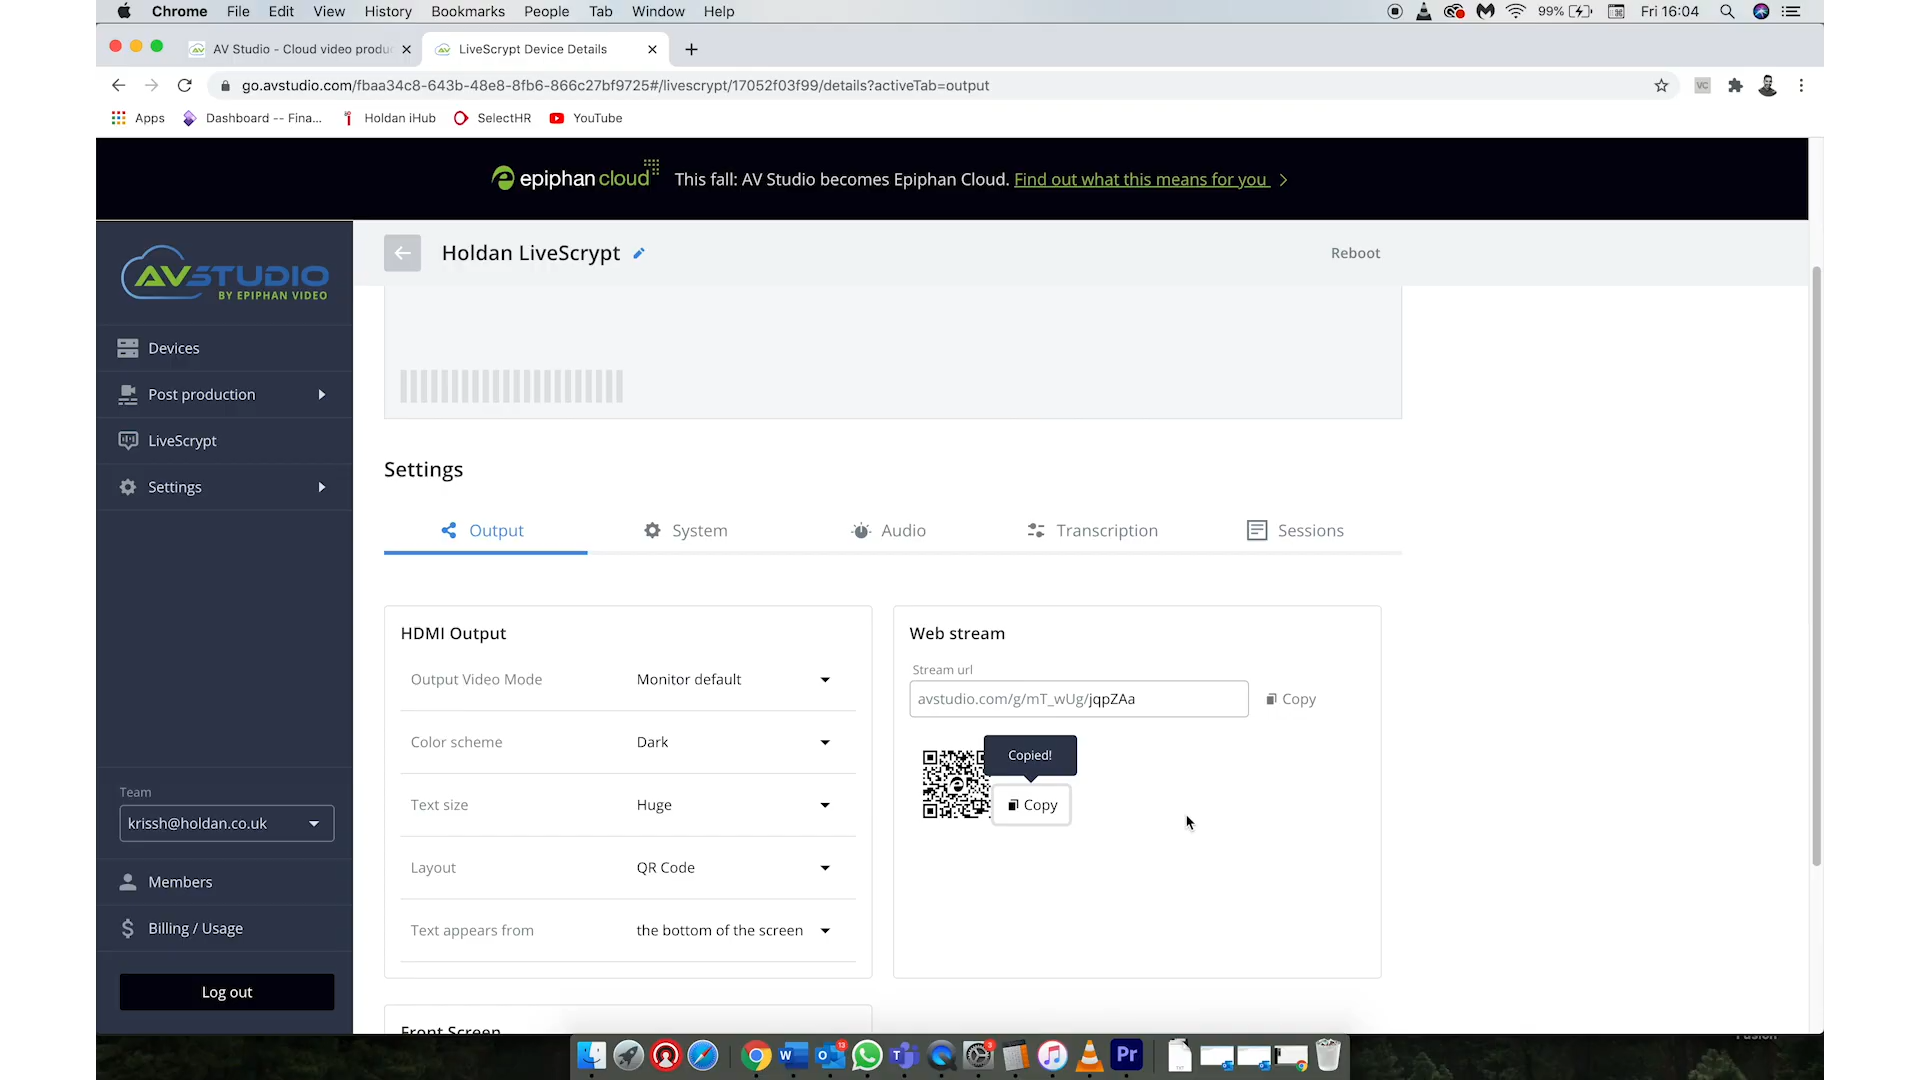 Chrome File Edit View History Bookmarks People Tab Window Help 99% Fri 16:04
AV Studio - Cloud video produ
LiveScrypt Device Details
go.avstudio.com/fbaa34c8-643b-48e8-8fb6-866c27bf9725#/livescrypt/17052f03f99/details?activeTab=output
VC
Apps Dashboard -- Fina... Holdan iHub SelectHR YouTube
epiphan cloud This fall: AV Studio becomes Epiphan Cloud. Find out what this means for you
AVSTUDIO
BY EPIPHAN VIDEO
Devices
Post production
LiveScrypt
Settings
Team
krissh@holdan.co.uk
Members
Billing / Usage
Log out
Holdan LiveScrypt
Reboot
Settings
Output System Audio Transcription Sessions
HDMI Output
Output Video Mode Monitor default
Color scheme Dark
Text size Huge
Layout QR Code
Text appears from the bottom of the screen
Web stream
Stream url
avstudio.com/g/mT_wUg/jqpZAa Copy
Copied!
Copy
Front Screen
Fusion
13
3
Pr